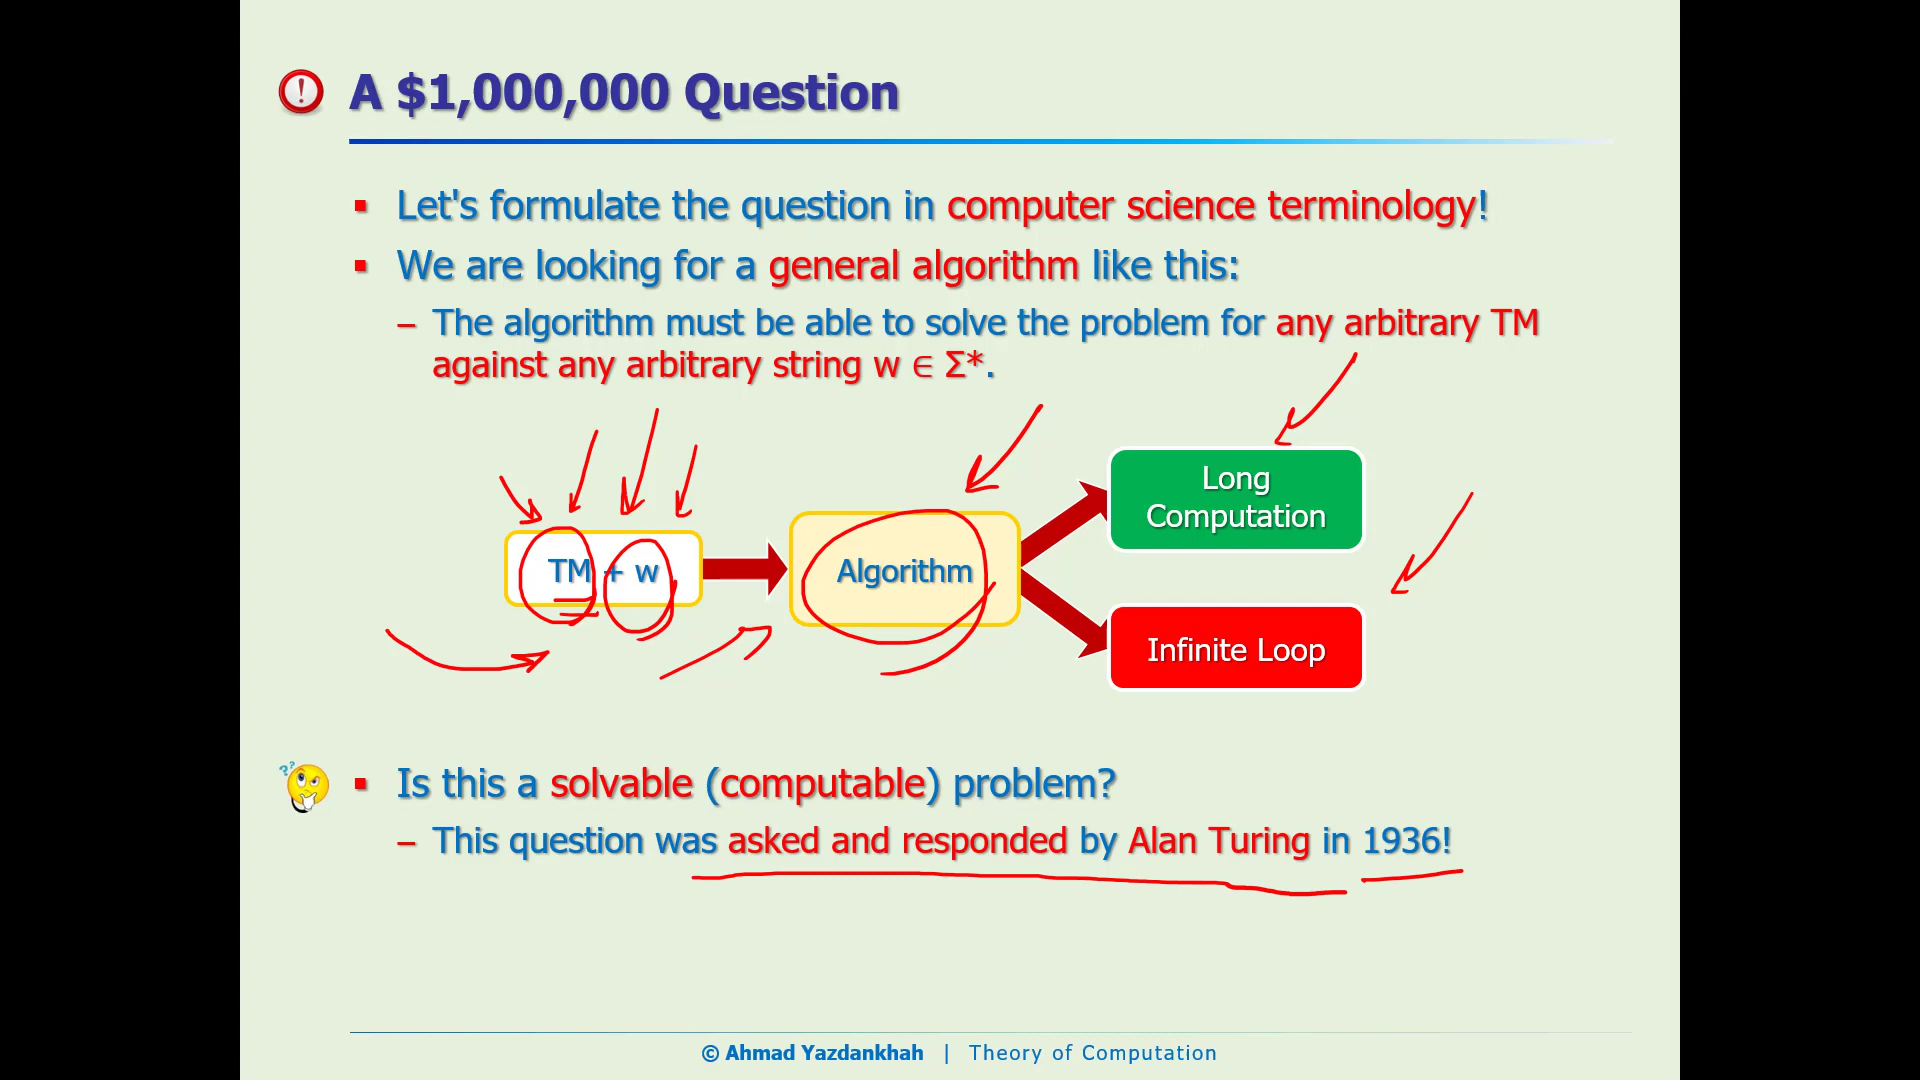 A $1,000,000 Question
Let's formulate the question in computer science terminology!
We are looking for a general algorithm like this:
– The algorithm must be able to solve the problem for any arbitrary TM
against any arbitrary string w ∈ Σ*.
TM + w
Algorithm
Long
Computation
Infinite Loop
Is this a solvable (computable) problem?
– This question was asked and responded by Alan Turing in 1936!
© Ahmad Yazdankhah | Theory of Computation